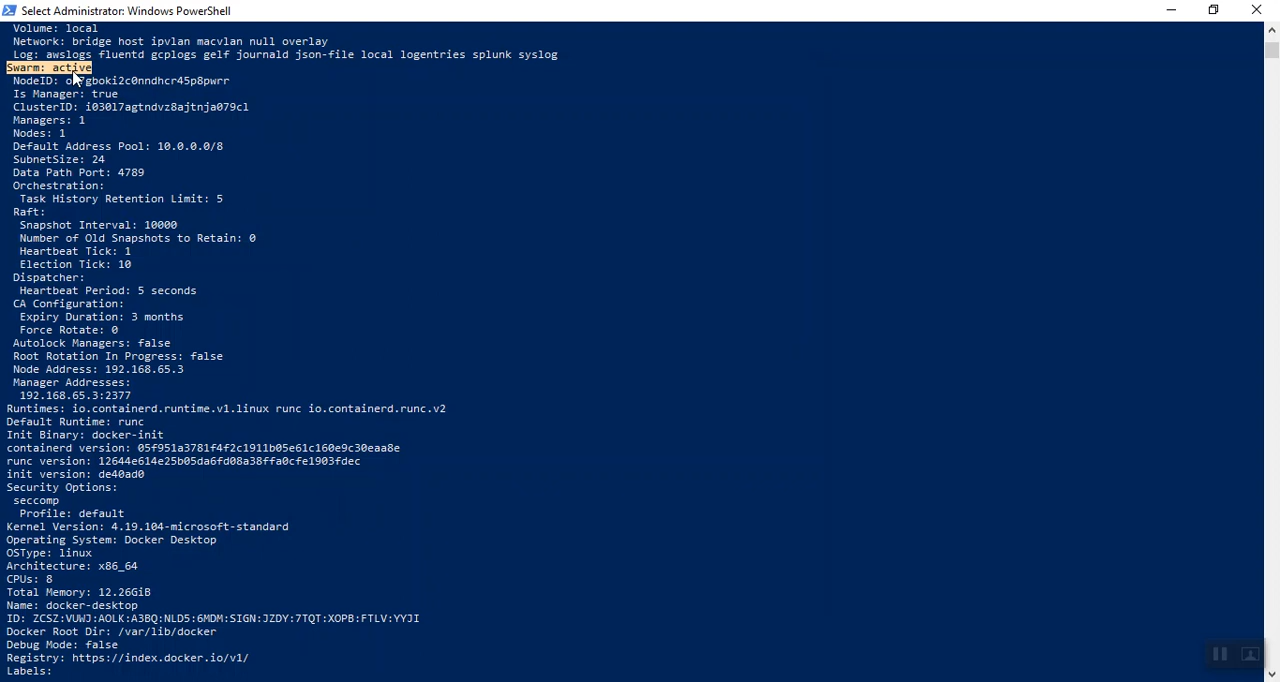 Select Administrator: Windows PowerShell
Volume: local
Network: bridge host ipvlan macvlan null overlay
Log: awslogs fluentd gcplogs gelf journald json-file local logentries splunk syslog
Swarm: active
NodeID:
Is Manager: true
ClusterID: i030l7agtndvz8ajtnja079cl
Managers: 1
Nodes: 1
Default Address Pool: 10.0.0.0/8
SubnetSize: 24
Data Path Port: 4789
Orchestration:
Task History Retention Limit: 5
Raft:
Snapshot Interval: 10000
Number of Old Snapshots to Retain: 0
Heartbeat Tick: 1
Election Tick: 10
Dispatcher:
Heartbeat Period: 5 seconds
CA Configuration:
Expiry Duration: 3 months
Force Rotate: 0
Autolock Managers: false
Root Rotation In Progress: false
Node Address: 192.168.65.3
Manager Addresses:
192.168.65.3:2377
Runtimes: io.containerd.runtime.v1.linux runc io.containerd.runc.v2
Default Runtime: runc
Init Binary: docker-init
containerd version: 05f951a3781f4f2c1911b05e61c160e9c30eaa8e
runc version: 12644e614e25b05da6fd08a38ffa0cfe1903fdec
init version: de40ad0
Security Options:
seccomp
Profile: default
Kernel Version: 4.19.104-microsoft-standard
Operating System: Docker Desktop
OSType: linux
Architecture: x86_64
CPUs: 8
Total Memory: 12.26GiB
Name: docker-desktop
ID: ZCSZ:VUWJ:AOLK:A3BQ:NLD5:6MDM:SIGN:JZDY:7TQT:XOPB:FTLV:YYJI
Docker Root Dir: /var/lib/docker
Debug Mode: false
Registry: https://index.docker.io/v1/
Labels: